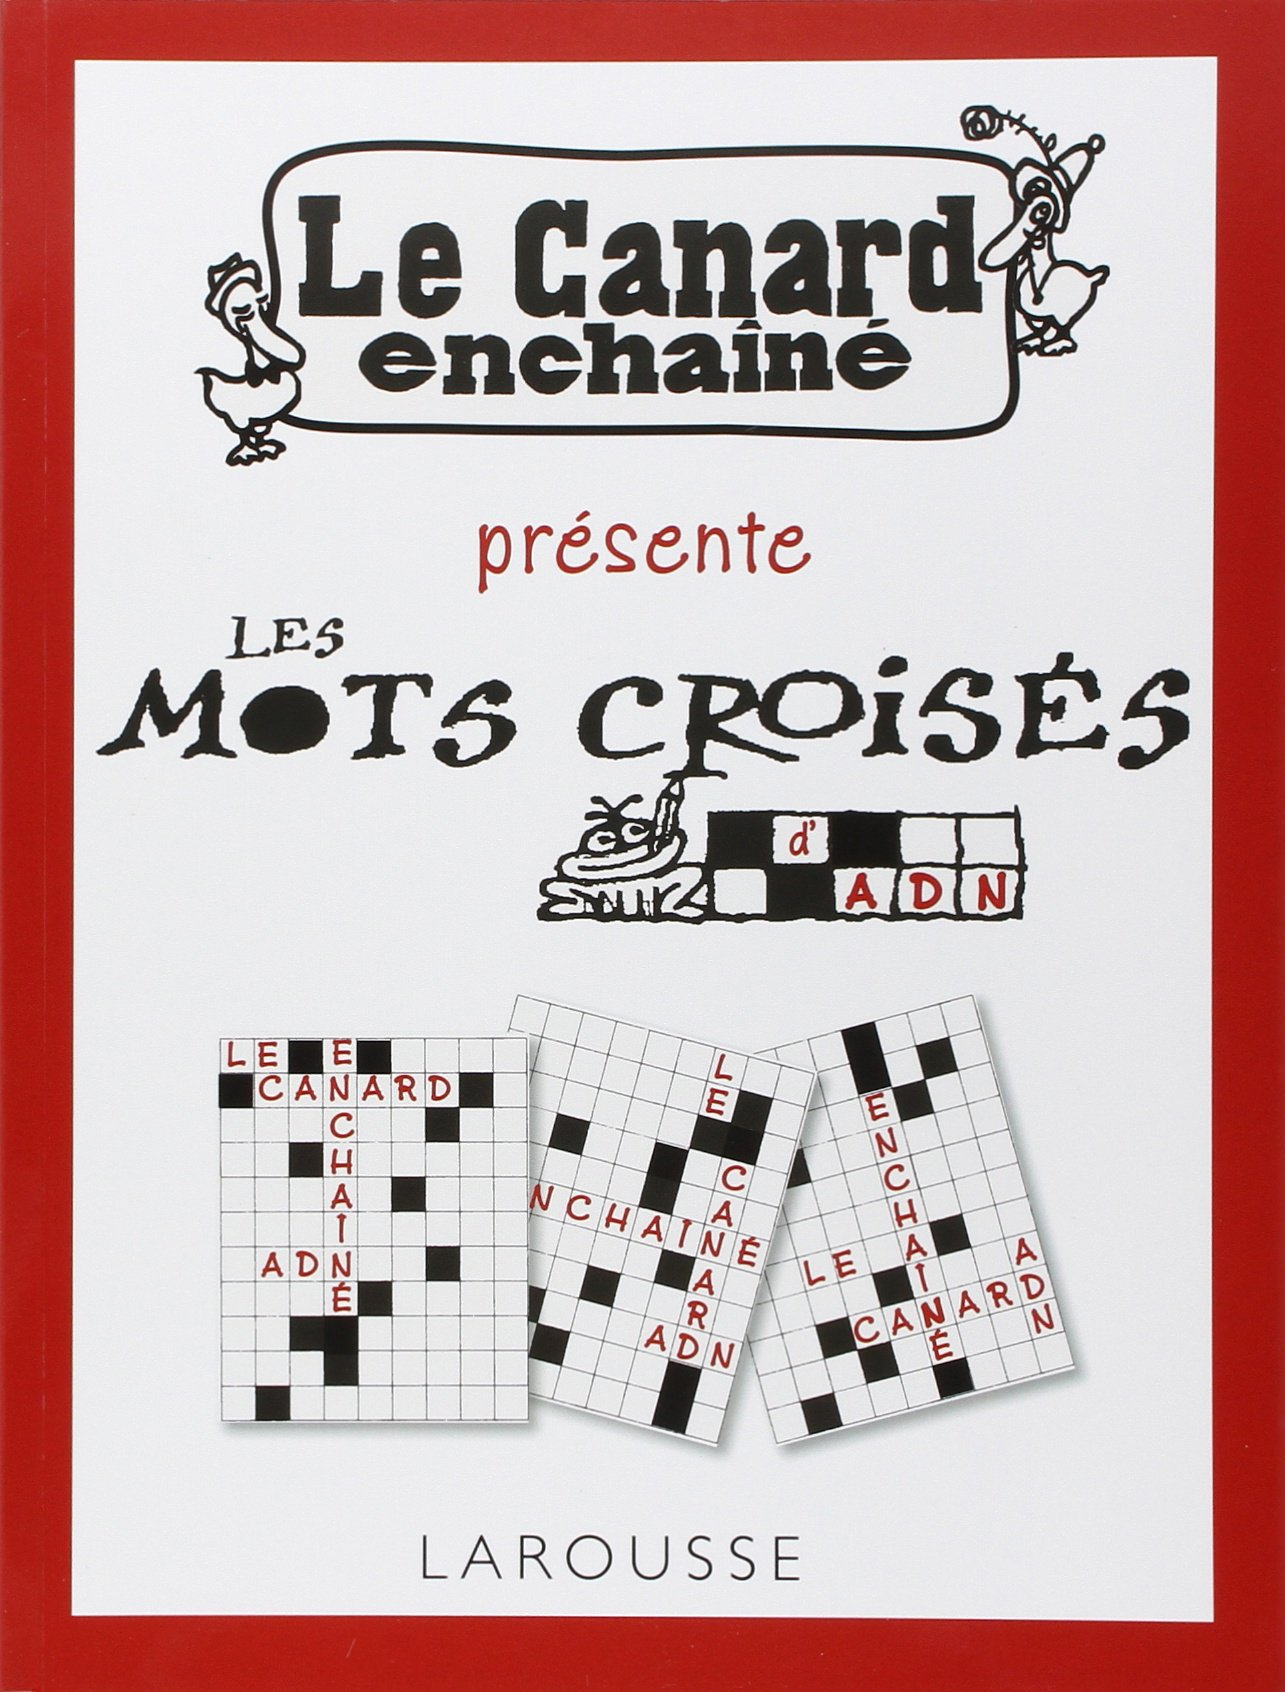 Le Canard
enchaîné
présente
LES
MOTS CROISÉS
d'
ADN
LE E
CANARD
ENCHAÎNÉ
ADN
LE
CANARD
NCHAÎNÉ
ADN
ENCHAÎNÉ
LE
CANARD
ADN
LAROUSSE